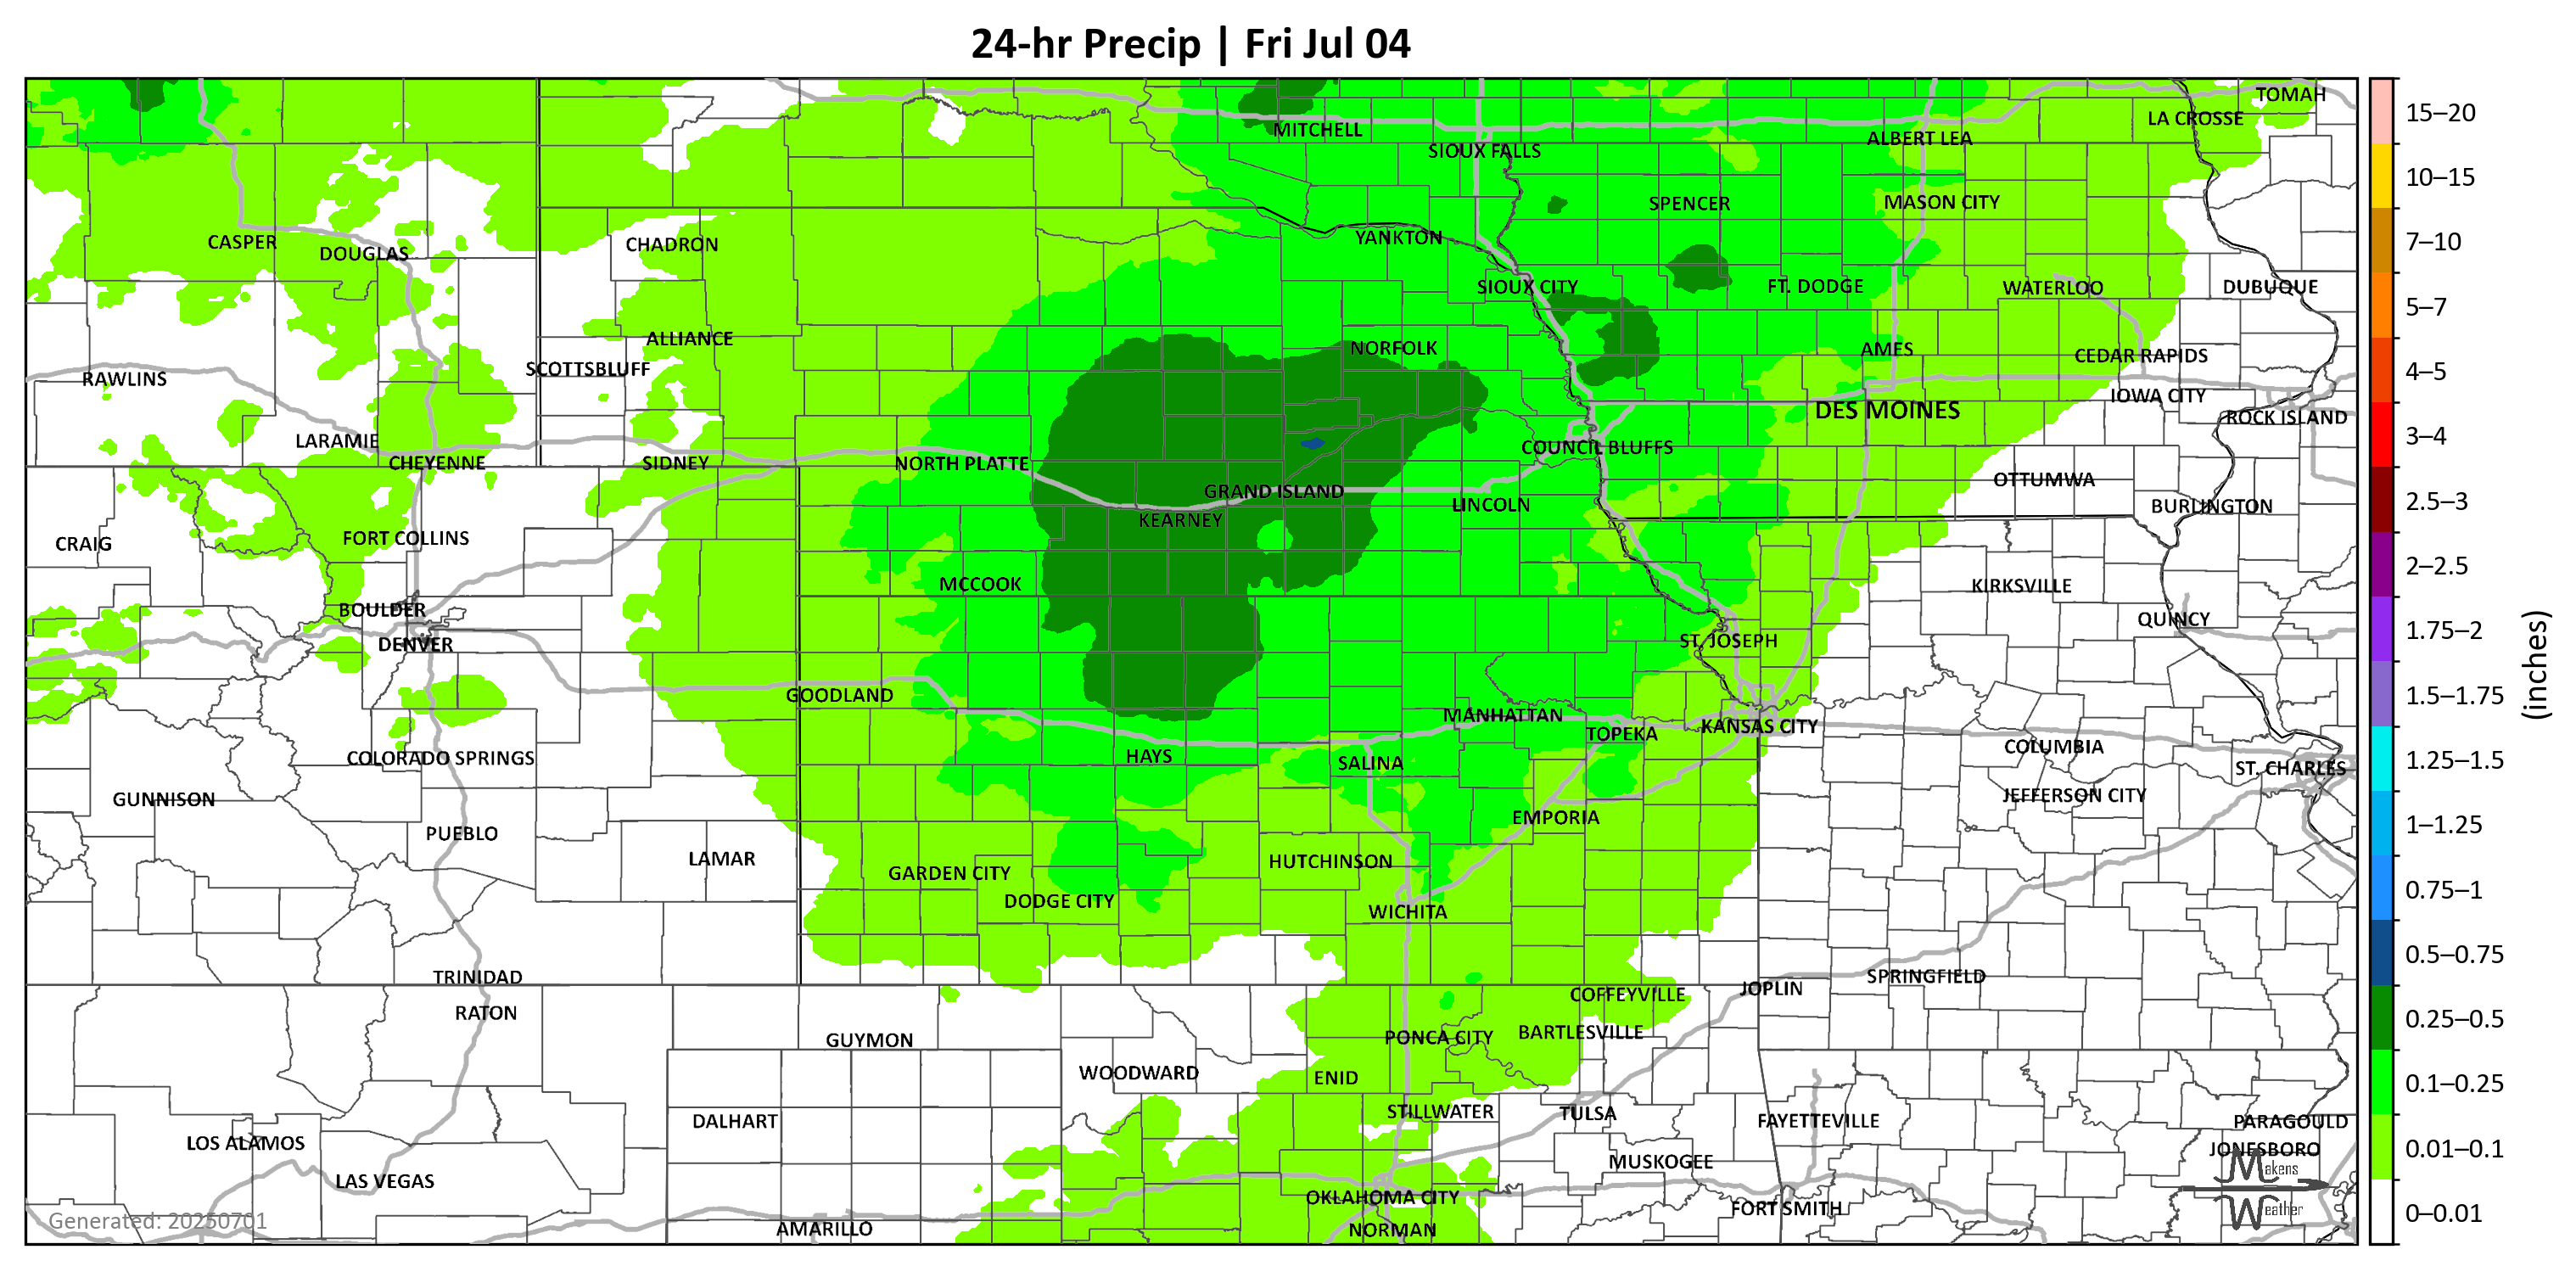 24-hr Precip | Fri Jul 04
TOMAH
LA CROSSE
MITCHELL
ALBERT LEA
SIOUX FALLS
SPENCER
MASON CITY
CASPER
DOUGLAS
CHADRON
YANKTON
SIOUX CITY
FT. DODGE
WATERLOO
DUBUQUE
ALLIANCE
NORFOLK
AMES
CEDAR RAPIDS
SCOTTSBLUFF
RAWLINS
IOWA CITY
DES MOINES
ROCK ISLAND
LARAMIE
COUNCIL BLUFFS
CHEYENNE
SIDNEY
NORTH PLATTE
OTTUMWA
GRAND ISLAND
LINCOLN
BURLINGTON
KEARNEY
CRAIG
FORT COLLINS
MCCOOK
KIRKSVILLE
BOULDER
QUINCY
DENVER
ST. JOSEPH
GOODLAND
MANHATTAN
KANSAS CITY
TOPEKA
COLUMBIA
COLORADO SPRINGS
HAYS
SALINA
ST. CHARLES
GUNNISON
JEFFERSON CITY
EMPORIA
PUEBLO
LAMAR
HUTCHINSON
GARDEN CITY
DODGE CITY
WICHITA
TRINIDAD
SPRINGFIELD
JOPLIN
COFFEYVILLE
RATON
BARTLESVILLE
GUYMON
PONCA CITY
WOODWARD
ENID
STILLWATER
TULSA
DALHART
FAYETTEVILLE
PARAGOULD
LOS ALAMOS
JONESBORO
MUSKOGEE
LAS VEGAS
OKLAHOMA CITY
FORT SMITH
AMARILLO
NORMAN
Generated: 20250701
Makens
Weather
15–20
10–15
7–10
5–7
4–5
3–4
2.5–3
2–2.5
1.75–2
1.5–1.75
1.25–1.5
1–1.25
0.75–1
0.5–0.75
0.25–0.5
0.1–0.25
0.01–0.1
0–0.01
(inches)